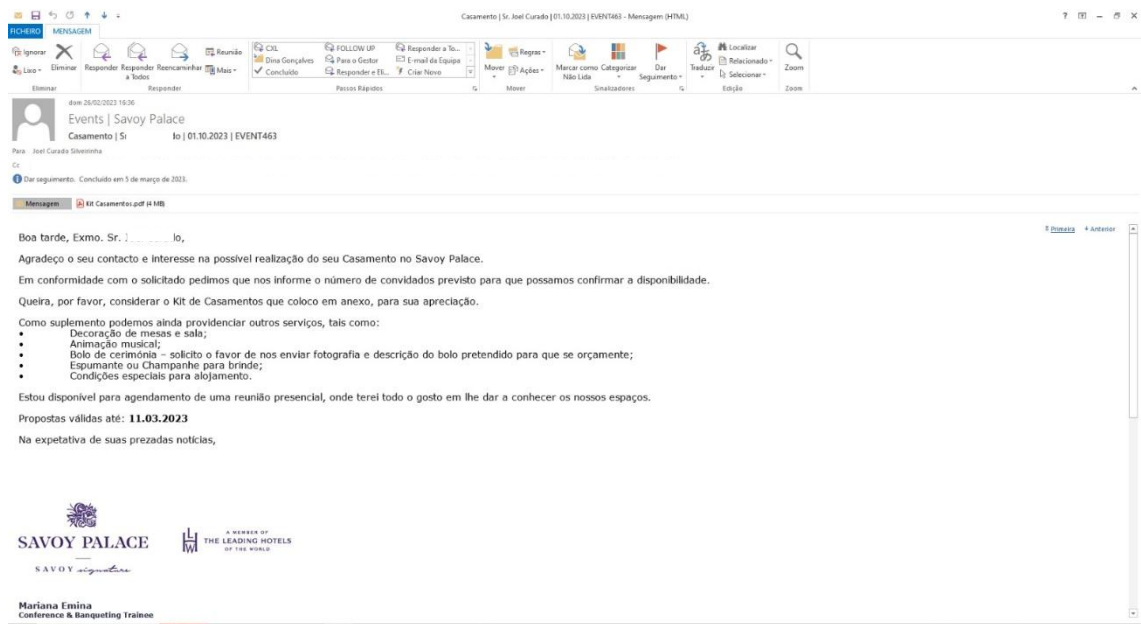 Casamento | Sr. Joel Curado | 01.10.2023 | EVENT463 - Mensagem (HTML)
FICHEIRO MENSAGEM
Ignorar
Lixo
Eliminar
Responder
Responder a Todos
Reencaminhar
Reunião
Mais
CXL
Dina Gonçalves
Concluído
FOLLOW UP
Para o Gestor
Responder e Eli...
Responder a To...
E-mail da Equipa
Criar Novo
Mover
Regras
Ações
Marcar como Não Lida
Categorizar
Dar Seguimento
Traduzir
Localizar
Relacionado
Selecionar
Zoom
Eliminar Responder Passos Rápidos Mover Sinalizadores Edição Zoom
dom 26/02/2023 18:36
Events | Savoy Palace
Casamento | Sr lo | 01.10.2023 | EVENT463
Para Joel Curado Silveirinha
Cc
Dar seguimento. Concluído em 5 de março de 2023.
Mensagem Kit Casamentos.pdf (4 MB)
Primeira Anterior
Boa tarde, Exmo. Sr. lo,
Agradeço o seu contacto e interesse na possível realização do seu Casamento no Savoy Palace.
Em conformidade com o solicitado pedimos que nos informe o número de convidados previsto para que possamos confirmar a disponibilidade.
Queira, por favor, considerar o Kit de Casamentos que coloco em anexo, para sua apreciação.
Como suplemento podemos ainda providenciar outros serviços, tais como:
• Decoração de mesas e sala;
• Animação musical;
• Bolo de cerimónia – solicito o favor de nos enviar fotografia e descrição do bolo pretendido para que se orçamente;
• Espumante ou Champanhe para brinde;
• Condições especiais para alojamento.
Estou disponível para agendamento de uma reunião presencial, onde terei todo o gosto em lhe dar a conhecer os nossos espaços.
Propostas válidas até: 11.03.2023
Na expetativa de suas prezadas notícias,
SAVOY PALACE
SAVOY signature
A MEMBER OF
THE LEADING HOTELS
OF THE WORLD
Mariana Emina
Conference & Banqueting Trainee